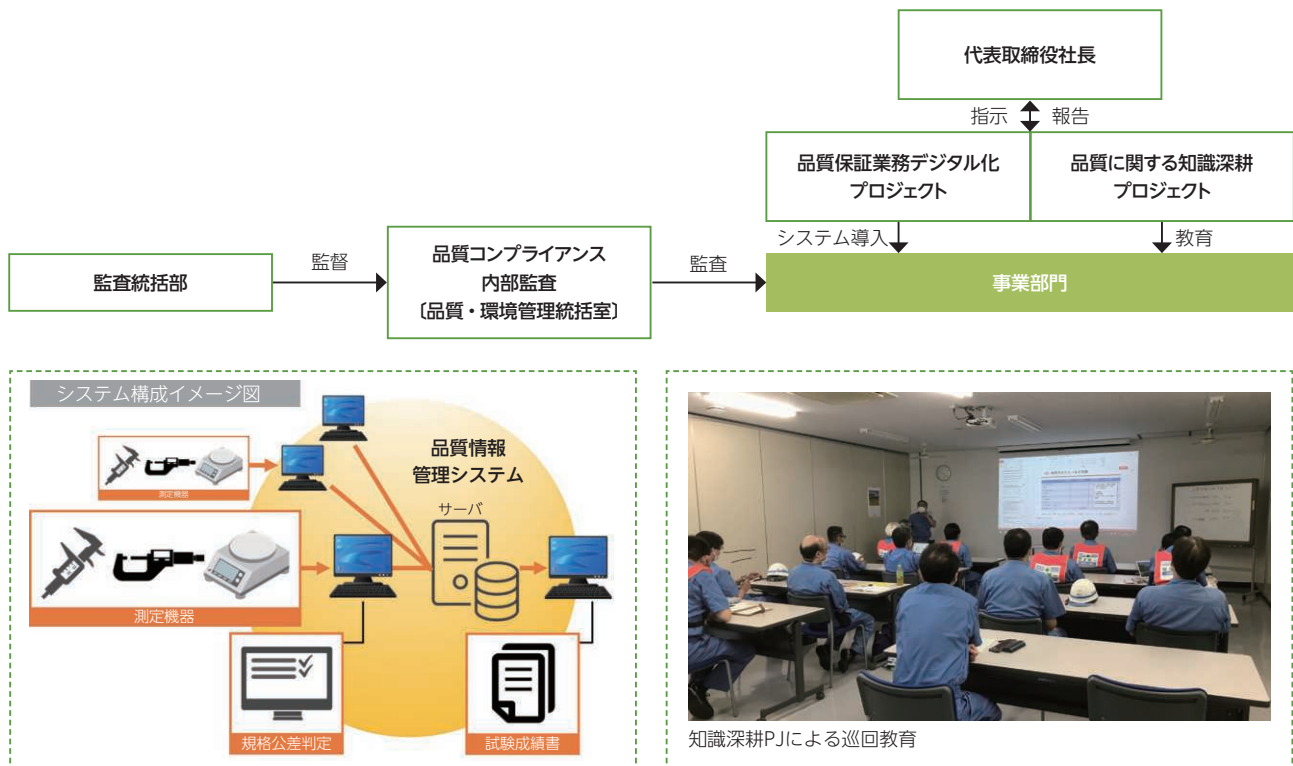 代表取締役社長
指示
報告
品質保証業務デジタル化
プロジェクト
品質に関する知識深耕
プロジェクト
システム導入
教育
監査統括部
監督
品質コンプライアンス
内部監査
〔品質・環境管理統括室〕
監査
事業部門
システム構成イメージ図
品質情報
管理システム
サーバ
測定機器
測定機器
規格公差判定
試験成績書
知識深耕PJによる巡回教育